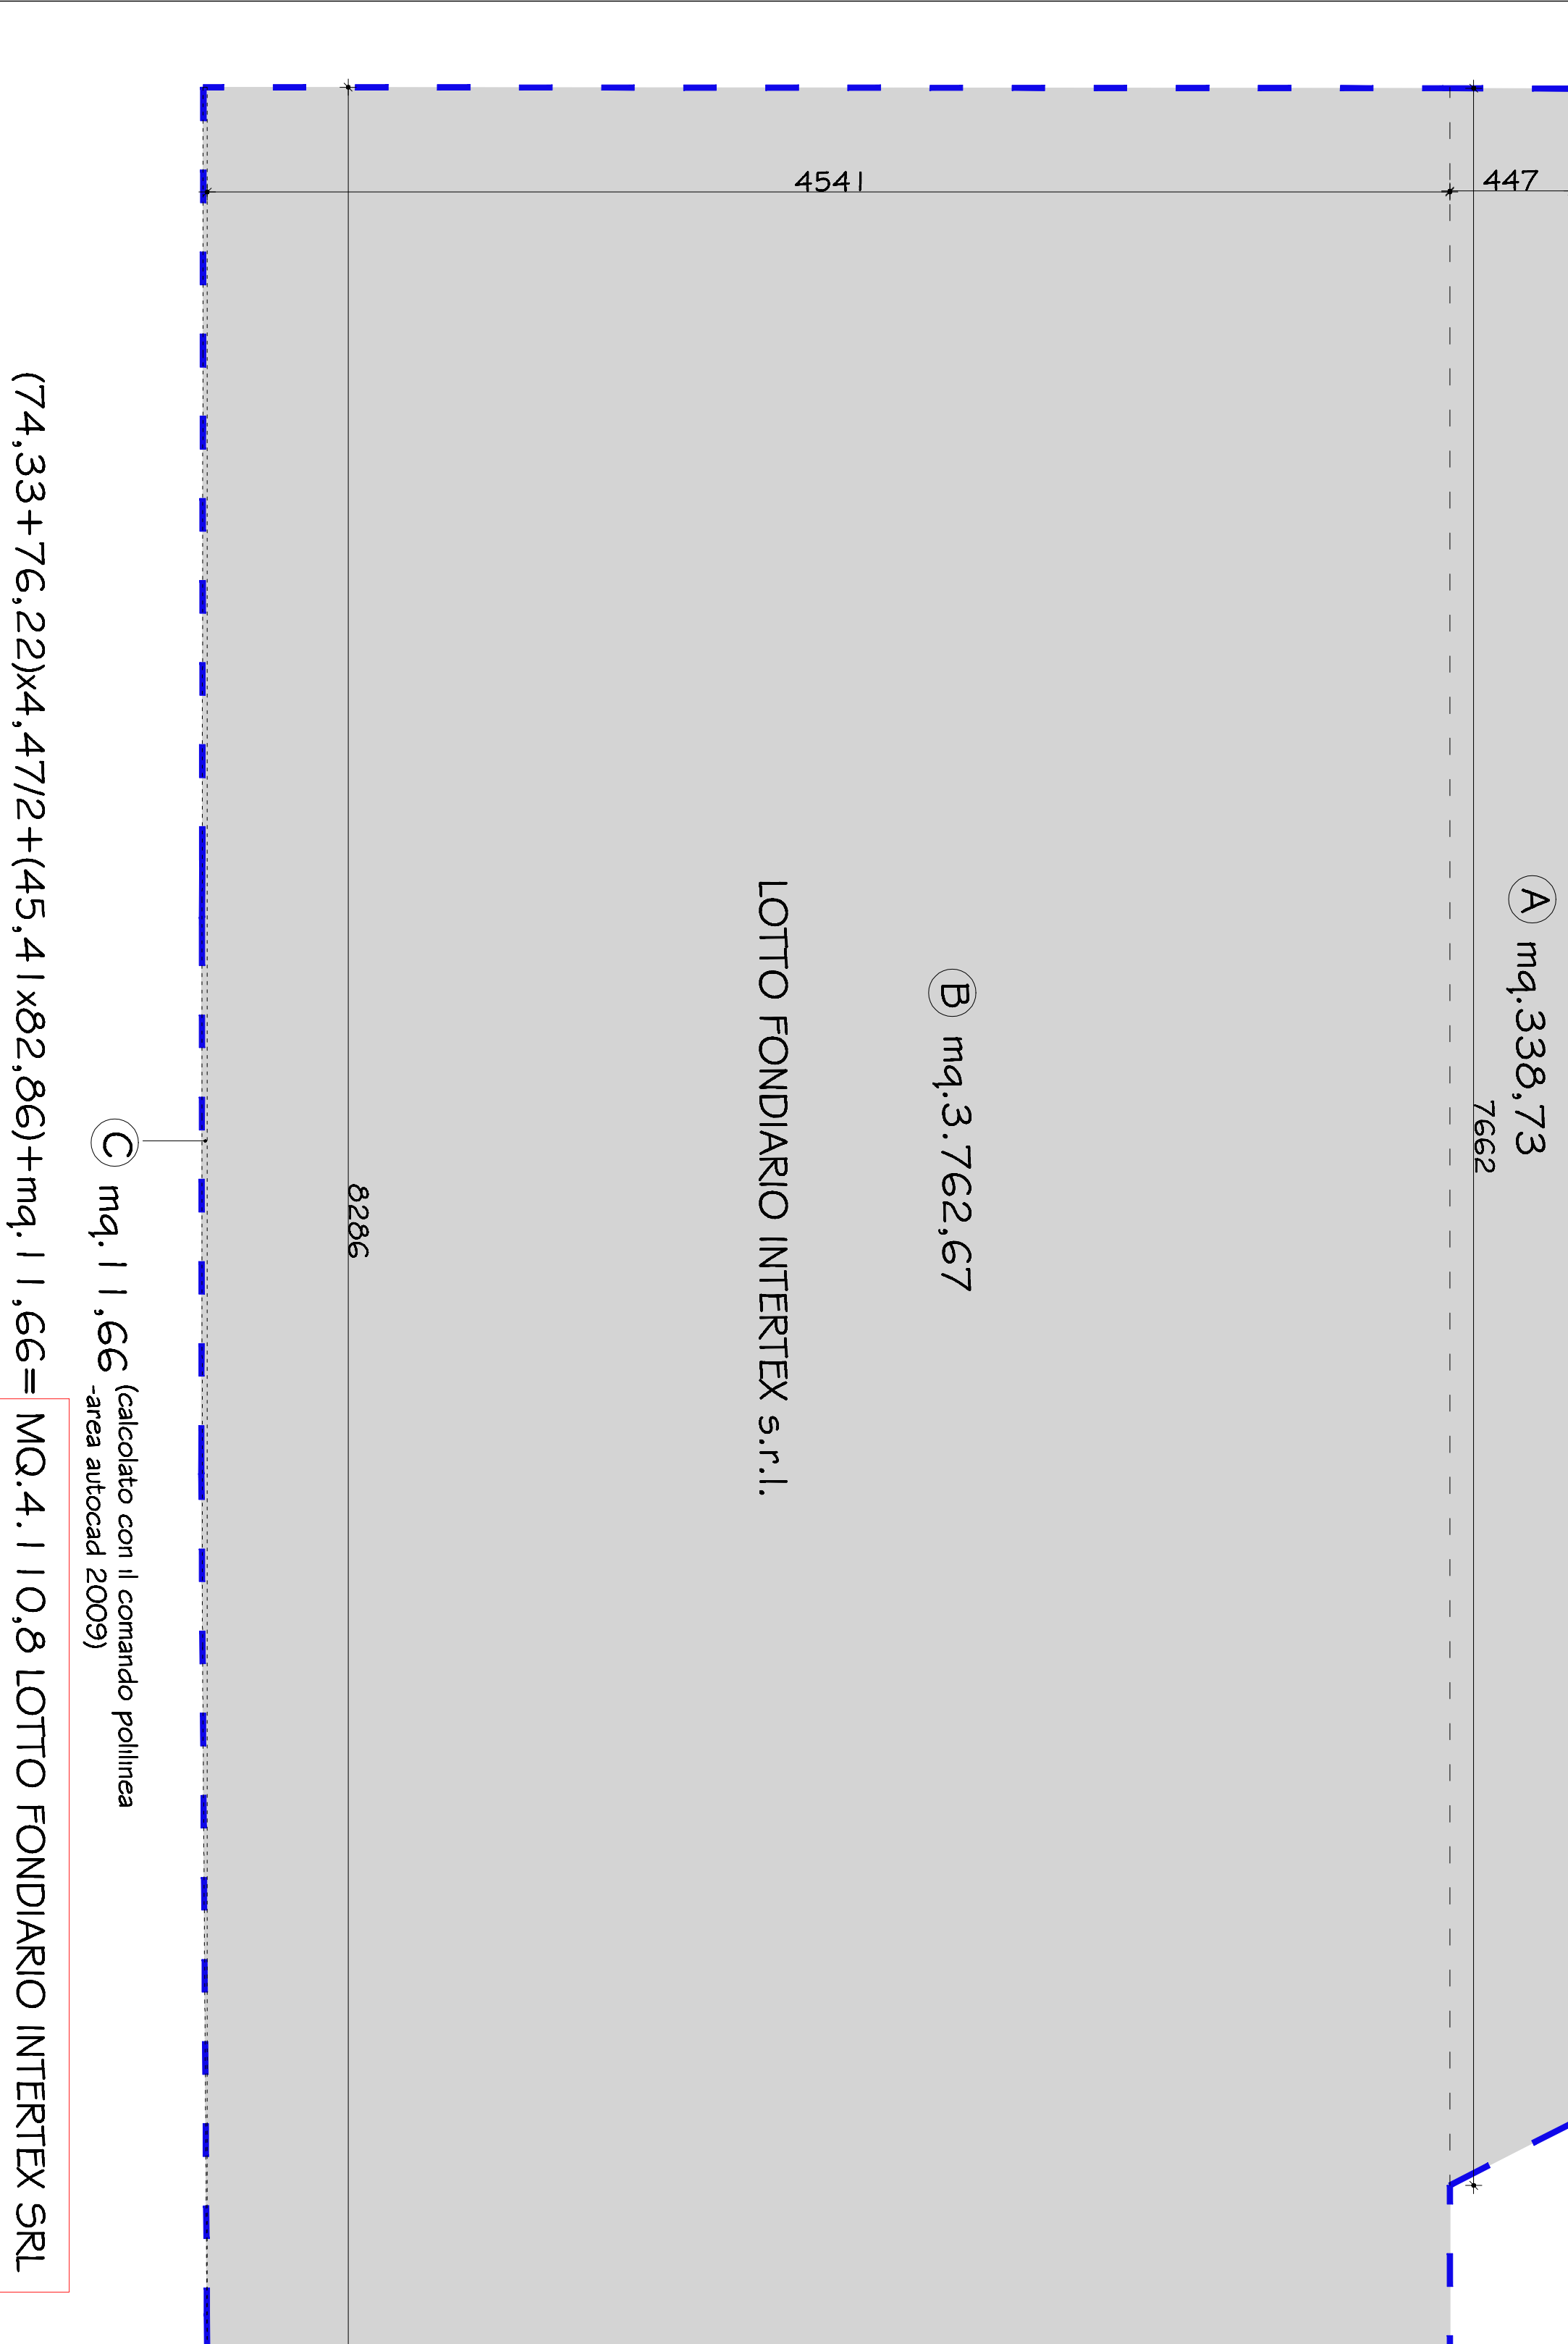 Ⓐ mq.338,73
7662
447
4541
Ⓑ mq.3.762,67
LOTTO FONDIARIO INTERTEX s.r.l.
8286
Ⓒ mq.11,66 (calcolato con il comando polilinea
-area autocad 2009)
(74,33+76,22)x4,47/2+(45,41x82,86)+mq.11,66= MQ.4.110,8 LOTTO FONDIARIO INTERTEX SRL